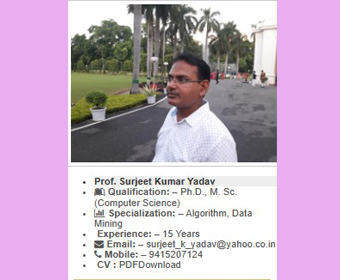 Prof. Surjeet Kumar Yadav
Qualification: – Ph.D., M. Sc.
(Computer Science)
Specialization: – Algorithm, Data
Mining
Experience: – 15 Years
Email: – surjeet_k_yadav@yahoo.co.in
Mobile: – 9415207124
CV : PDFDownload